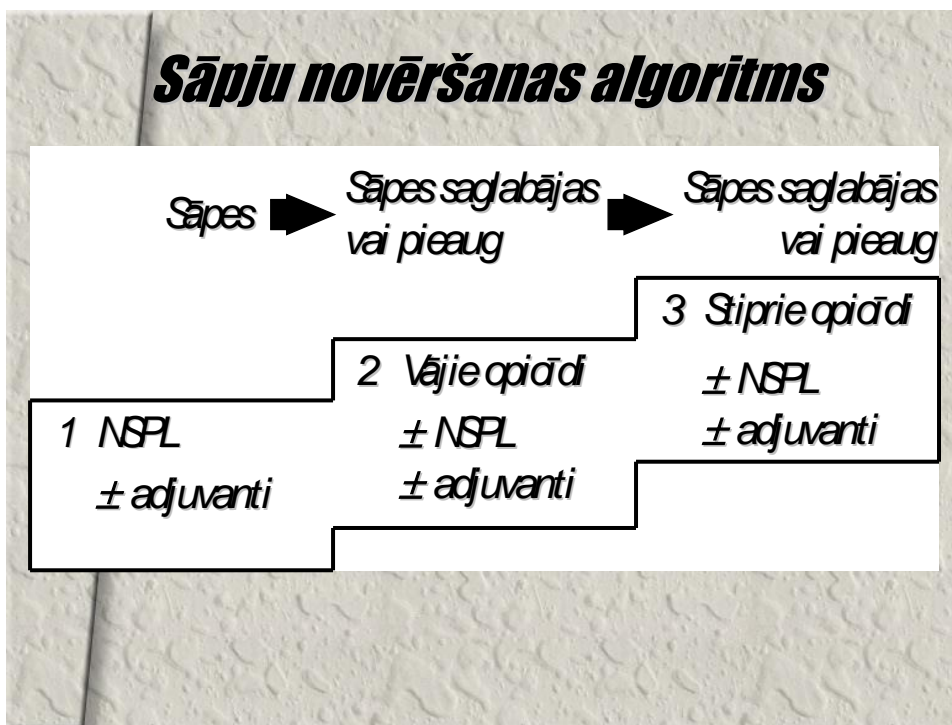 Sāpju novēršanas algoritms
Sāpes
Sāpes saglabājas
vai pieaug
Sāpes saglabājas
vai pieaug
1 NSPL
± adjuvanti
2 Vājie opioīdi
± NSPL
± adjuvanti
3 Stiprie opioīdi
± NSPL
± adjuvanti